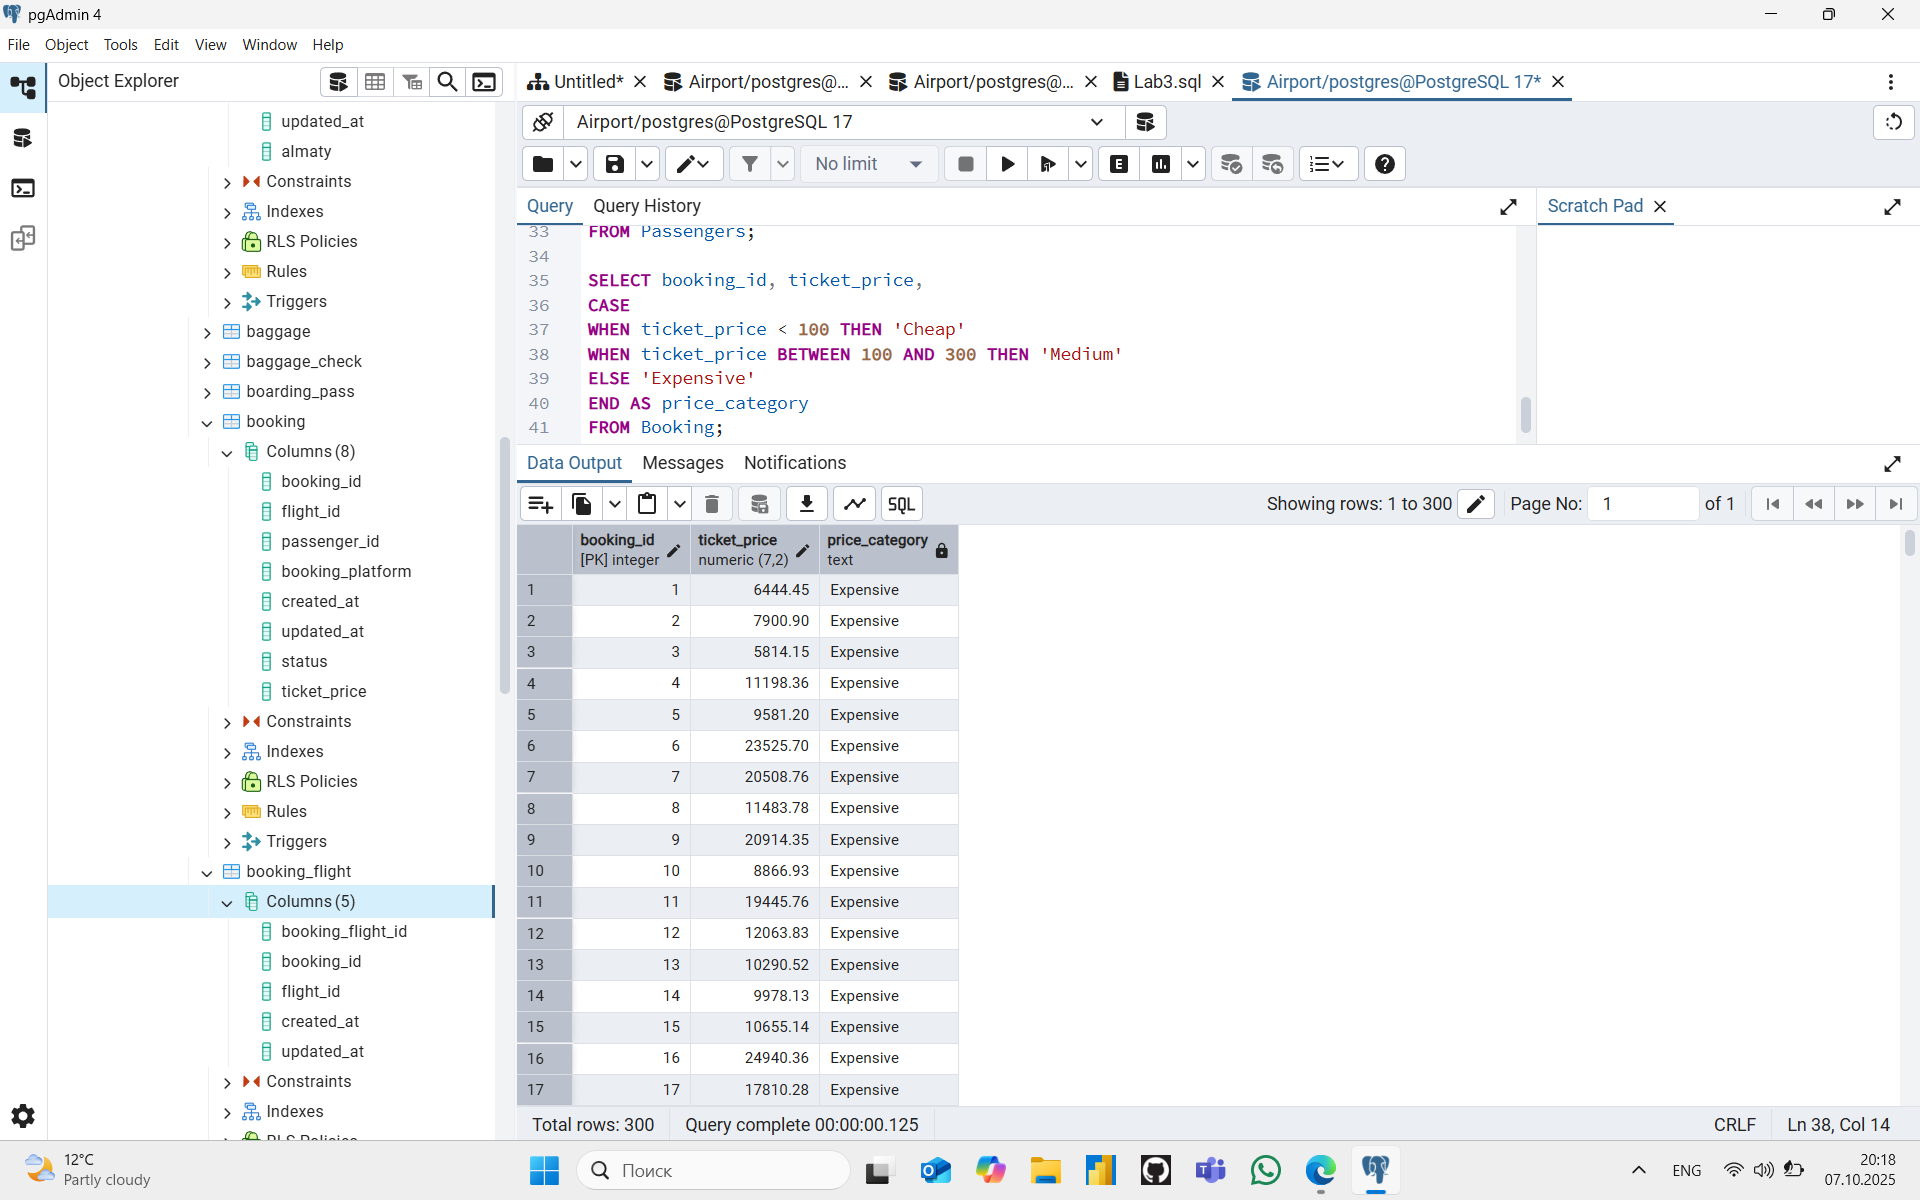 pgAdmin 4
File Object Tools Edit View Window Help
Object Explorer
Untitled* Airport/postgres@... Airport/postgres@... Lab3.sql Airport/postgres@PostgreSQL 17*
Airport/postgres@PostgreSQL 17
No limit
Query Query History
Scratch Pad
33 FROM Passengers;
34
35 SELECT booking_id, ticket_price,
36 CASE
37 WHEN ticket_price < 100 THEN 'Cheap'
38 WHEN ticket_price BETWEEN 100 AND 300 THEN 'Medium'
39 ELSE 'Expensive'
40 END AS price_category
41 FROM Booking;
updated_at
almaty
Constraints
Indexes
RLS Policies
Rules
Triggers
baggage
baggage_check
boarding_pass
booking
Columns (8)
booking_id
flight_id
passenger_id
booking_platform
created_at
updated_at
status
ticket_price
Constraints
Indexes
RLS Policies
Rules
Triggers
booking_flight
Columns (5)
booking_flight_id
booking_id
flight_id
created_at
updated_at
Constraints
Indexes
RLS Policies
Data Output Messages Notifications
SQL
Showing rows: 1 to 300 Page No: 1 of 1
booking_id ticket_price price_category
[PK] integer numeric (7,2) text
1 1 6444.45 Expensive
2 2 7900.90 Expensive
3 3 5814.15 Expensive
4 4 11198.36 Expensive
5 5 9581.20 Expensive
6 6 23525.70 Expensive
7 7 20508.76 Expensive
8 8 11483.78 Expensive
9 9 20914.35 Expensive
10 10 8866.93 Expensive
11 11 19445.76 Expensive
12 12 12063.83 Expensive
13 13 10290.52 Expensive
14 14 9978.13 Expensive
15 15 10655.14 Expensive
16 16 24940.36 Expensive
17 17 17810.28 Expensive
Total rows: 300 Query complete 00:00:00.125 CRLF Ln 38, Col 14
12°C
Partly cloudy
Поиск
ENG
20:18
07.10.2025